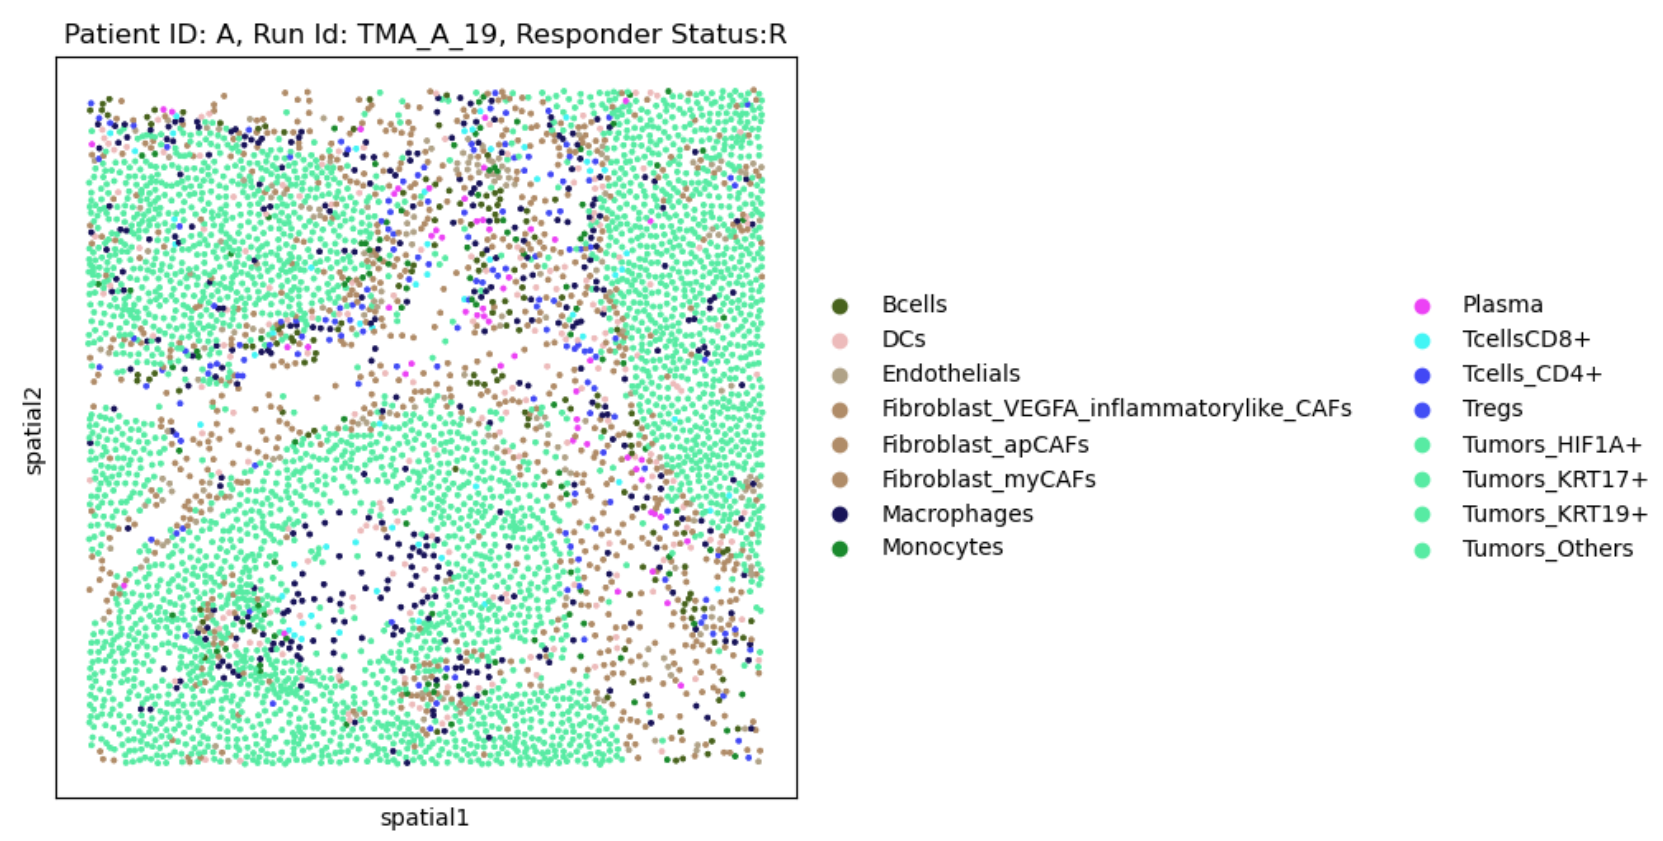 Patient ID: A, Run Id: TMA_A_19, Responder Status:R
spatial2
spatial1
Bcells
DCs
Endothelials
Fibroblast_VEGFA_inflammatorylike_CAFs
Fibroblast_apCAFs
Fibroblast_myCAFs
Macrophages
Monocytes
Plasma
TcellsCD8+
Tcells_CD4+
Tregs
Tumors_HIF1A+
Tumors_KRT17+
Tumors_KRT19+
Tumors_Others